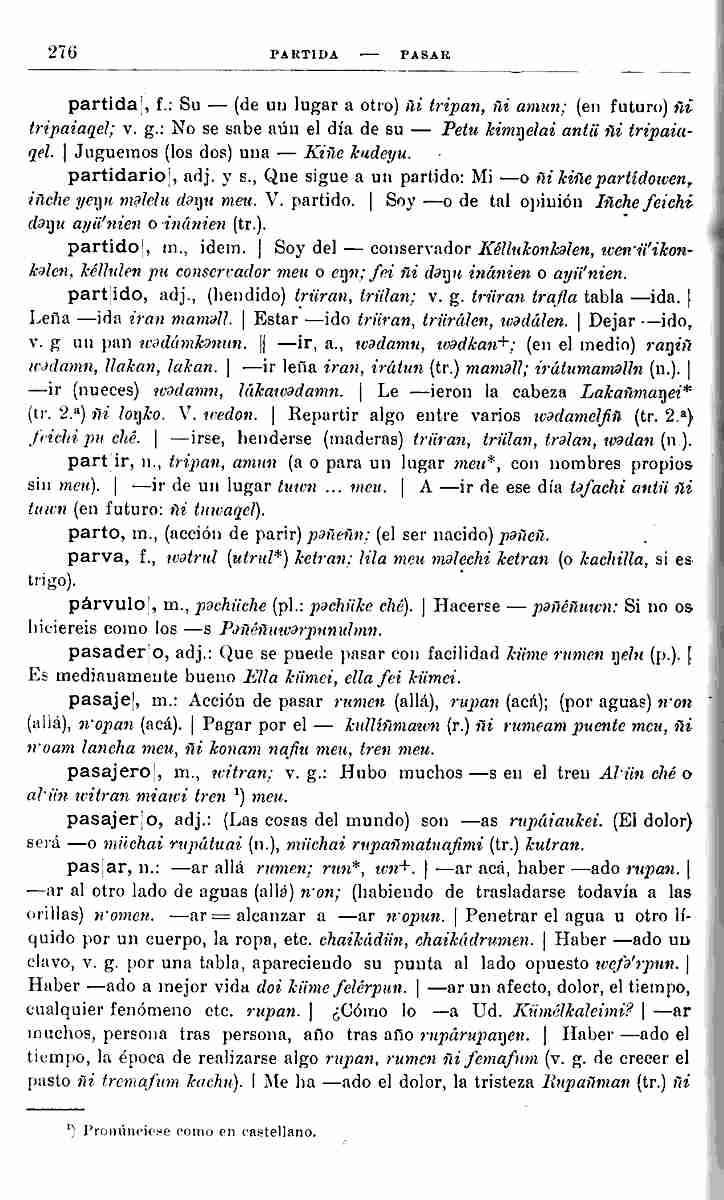 276 PARTIDA — PASAR
partida|, f.: Su — (de un lugar a otro) ñi tripan, ñi amun; (en futuro) ñi
tripaiaqel; v. g.: No se sabe aún el día de su — Petu kimŋelai antü ñi tripaia-
qel. | Juguemos (los dos) una — Kiñe kudeyu.
partidario|, adj. y s., Que sigue a un partido: Mi —o ñi kiñe partidowen,
iñche yeŋu mələlu dəŋu meu. V. partido. | Soy —o de tal opinión Iñche feichi
dəŋu ayü'nien o inánien (tr.).
partido|, m., idem. | Soy del — conservador Kéllukonkəlen, wen·ü'ikon-
kəlen, kéllulen pu conservador meu o eŋn; fei ñi dəŋu inánien o ayü'nien.
part|ido, adj., (hendido) trüran, trülan; v. g. trüran trafla tabla —ida. |
Leña —ida iran maməll. | Estar —ido trüran, trürálen, wədálen. | Dejar —ido,
v. g un pan wədámkənun. || —ir, a., wədamn, wədkan+; (en el medio) raŋiñ
wədamn, llakan, lakan. | —ir leña iran, irátun (tr.) maməll; irátumaməlln (n.). |
—ir (nueces) wədamn, lákawədamn. | Le —ieron la cabeza Lakañmaŋei*
(tr. 2.ª) ñi loŋko. V. wedon. | Repartir algo entre varios wədamelfiñ (tr. 2.ª)
feichi pu ché. | —irse, henderse (maderas) trüran, trülan, trəlan, wədan (n.).
part|ir, n., tripan, amun (a o para un lugar meu*, con nombres propios
sin meu). | —ir de un lugar tuwn ... meu. | A —ir de ese día təfachi antü ñi
tuwn (en futuro: ñi tuwaqel).
parto, m., (acción de parir) pəñeñn; (el ser nacido) pəñeñ.
parva, f., wətrul (utrul*) ketran; lila meu məlechi ketran (o kachilla, si es
trigo).
párvulo|, m., pəchüche (pl.: pəchüke ché). | Hacerse — pəñéñuwn: Si no os
hiciereis como los —s Pəñéñuwərpunulmn.
pasader|o, adj.: Que se puede pasar con facilidad küme rumen ŋelu (p.). |
Es medianamente bueno Ella kümei, ella fei kümei.
pasaje|, m.: Acción de pasar rumen (allá), rupan (acá); (por aguas) n·on
(allá), n·opan (acá). | Pagar por el — kullíñmawn (r.) ñi rumeam puente meu, ñi
n·oam lancha meu, ñi konam nafiu meu, tren meu.
pasajero|, m., witran; v. g.: Hubo muchos —s en el tren Al·ün ché o
al·ün witran miawi tren ¹) meu.
pasajer|o, adj.: (Las cosas del mundo) son —as rupáiaukei. (El dolor)
será —o müchai rupátuai (n.), müchai rupañmatuafimi (tr.) kutran.
pas|ar, n.: —ar allá rumen; run*, wn+. | —ar acá, haber —ado rupan. |
—ar al otro lado de aguas (allá) n·on; (habiendo de trasladarse todavía a las
orillas) n·omen. —ar = alcanzar a —ar n·opun. | Penetrar el agua u otro lí-
quido por un cuerpo, la ropa, etc. chaikádün, chaikádrumen. | Haber —ado un
clavo, v. g. por una tabla, apareciendo su punta al lado opuesto wefə'rpun. |
Haber —ado a mejor vida doi küme felérpun. | —ar un afecto, dolor, el tiempo,
cualquier fenómeno etc. rupan. | ¿Cómo lo —a Ud. Kümélkaleimi? | —ar
muchos, persona tras persona, año tras año rupárupaŋen. | Haber —ado el
tiempo, la época de realizarse algo rupan, rumen ñi femafum (v. g. de crecer el
pasto ñi tremafum kachu). | Me ha —ado el dolor, la tristeza Rupañman (tr.) ñi
¹) Pronúnciese como en castellano.